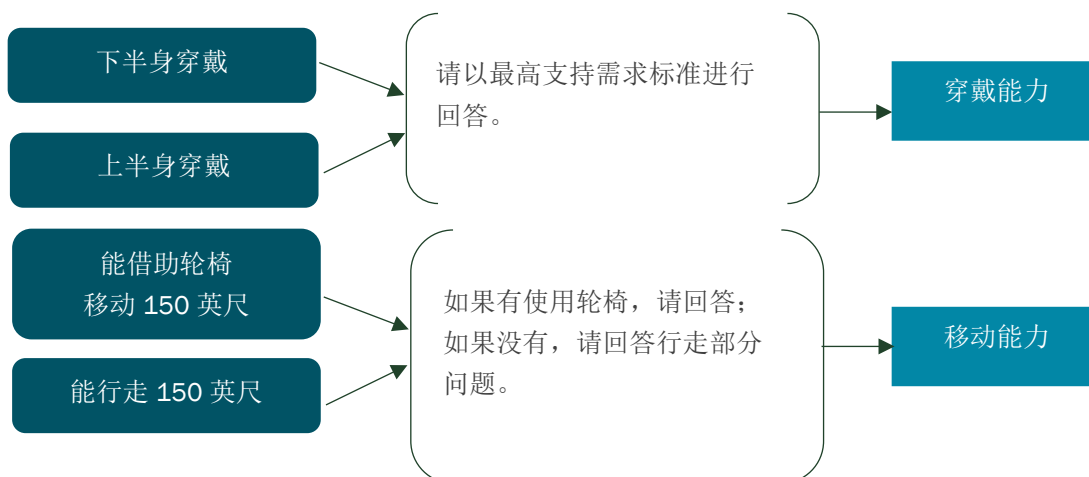 下半身穿戴
上半身穿戴
请以最高支持需求标准进行
回答。
穿戴能力
能借助轮椅
移动 150 英尺
能行走 150 英尺
如果有使用轮椅，请回答；
如果没有，请回答行走部分
问题。
移动能力